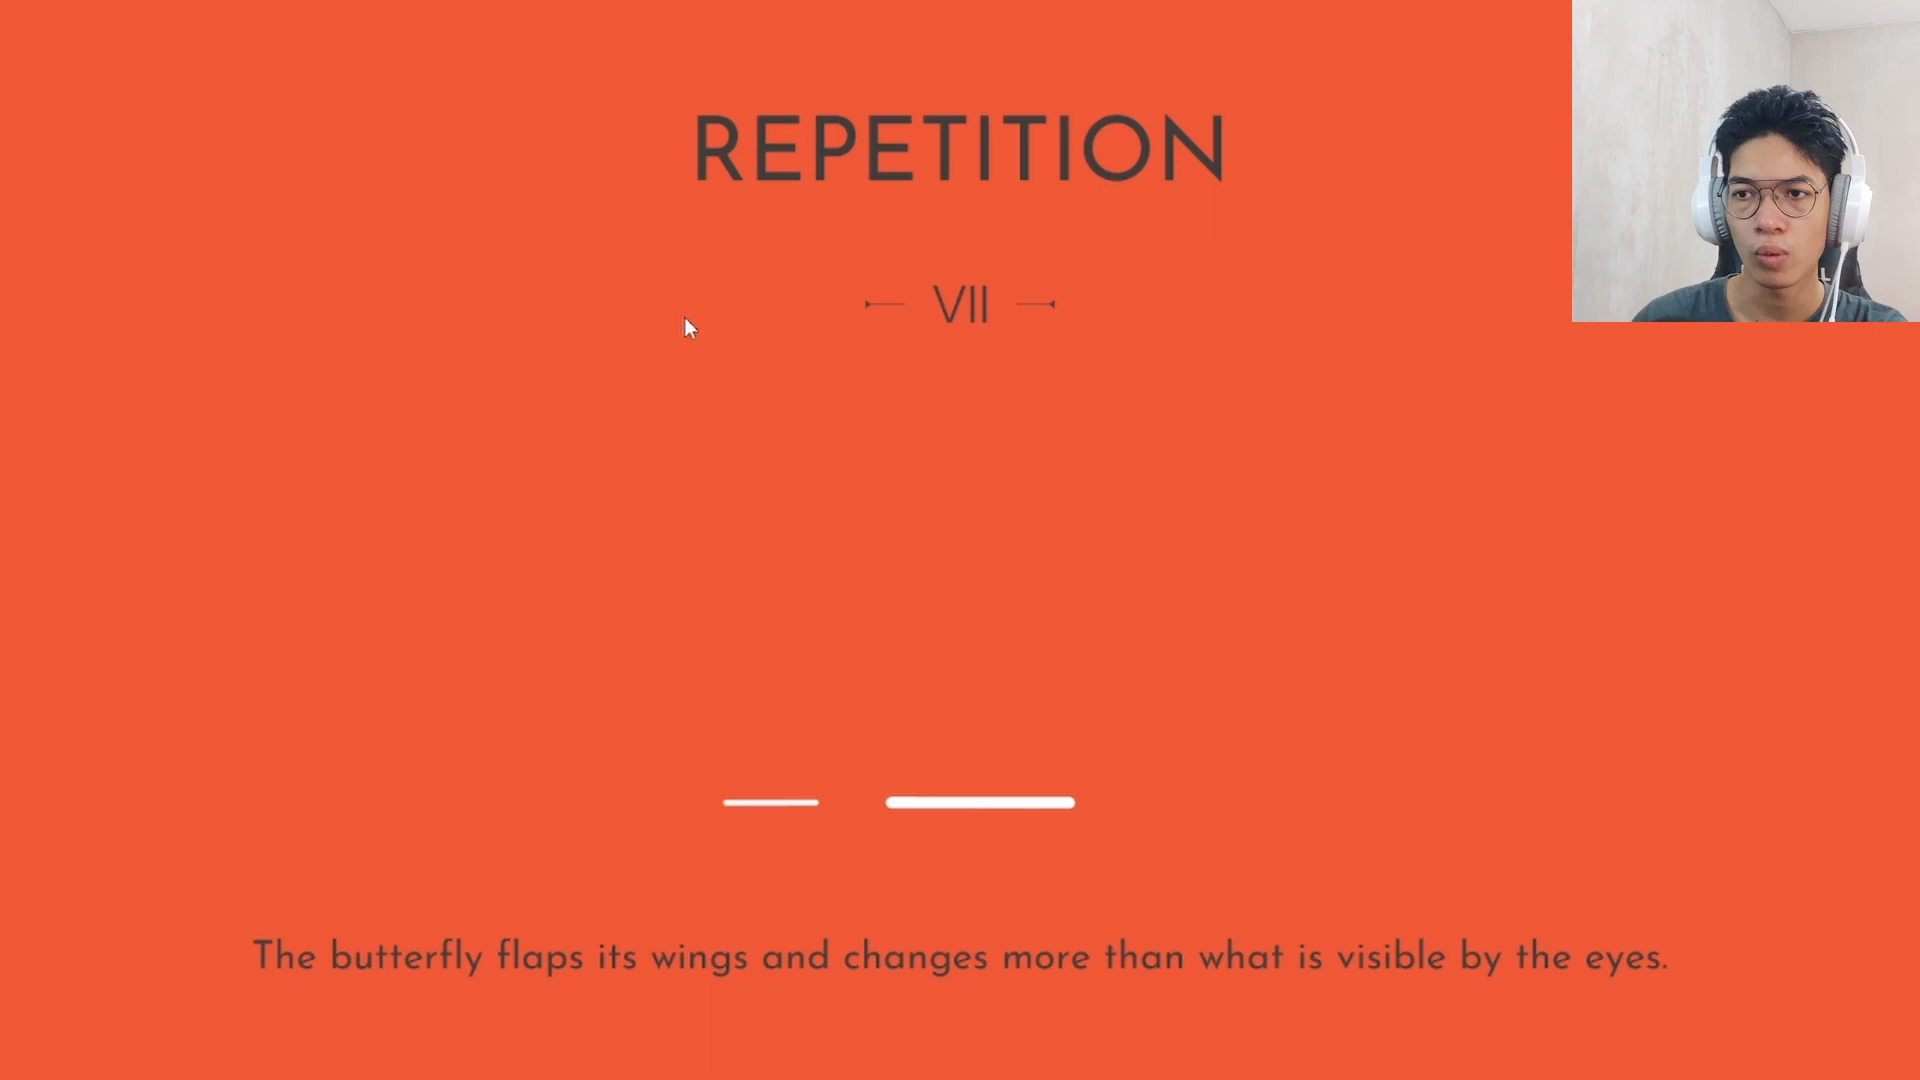 REPETITION
VII
The butterfly flaps its wings and changes more than what is visible by the eyes.